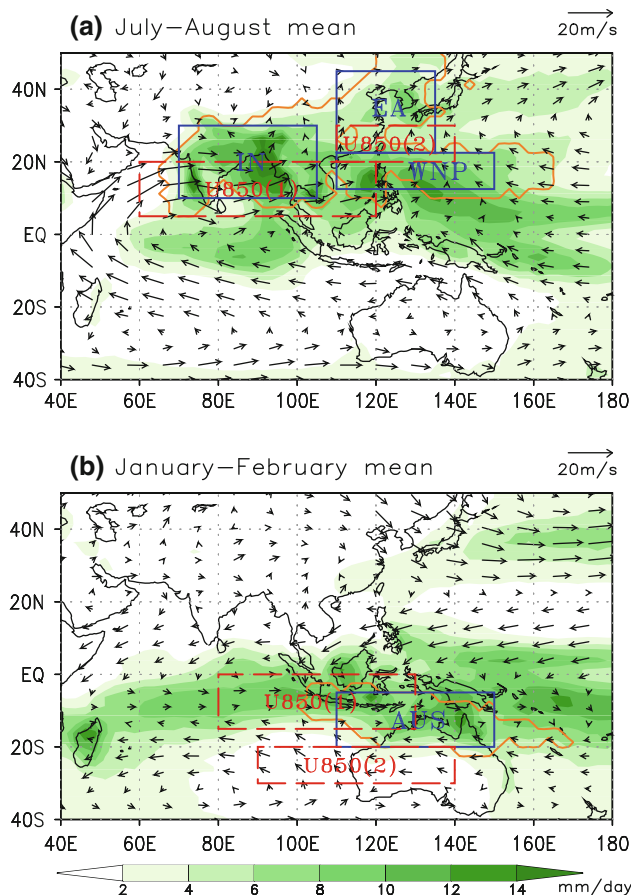 (a) July–August mean 20m/s
40N
EA
U850(2)
20N IN WNP
U850(1)
EQ
20S
40S
40E 60E 80E 100E 120E 140E 160E 180
(b) January–February mean 20m/s
40N
20N
EQ
U850(1)
AUS
20S
U850(2)
40S
40E 60E 80E 100E 120E 140E 160E 180
2 4 6 8 10 12 14 mm/day